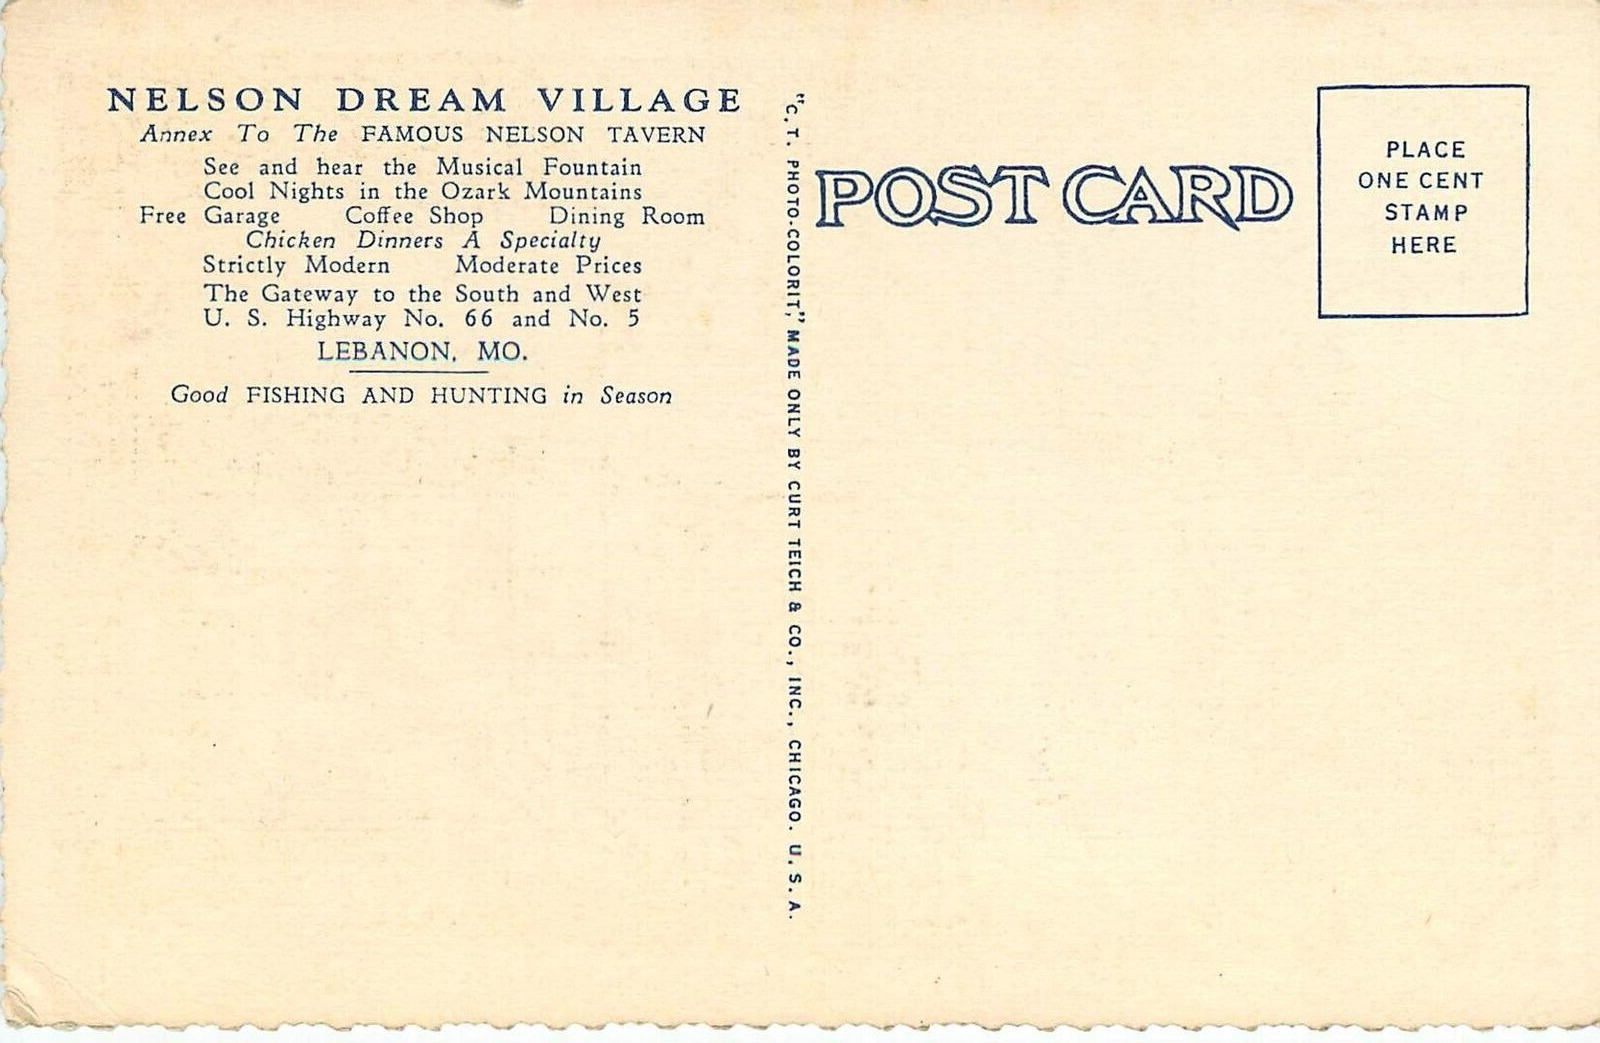 NELSON DREAM VILLAGE
Annex To The FAMOUS NELSON TAVERN
See and hear the Musical Fountain
Cool Nights in the Ozark Mountains
Free Garage Coffee Shop Dining Room
Chicken Dinners A Specialty
Strictly Modern Moderate Prices
The Gateway to the South and West
U. S. Highway No. 66 and No. 5
LEBANON, MO.
Good FISHING AND HUNTING in Season
"C. T. PHOTO-COLORIT," MADE ONLY BY CURT TEICH & CO., INC., CHICAGO. U. S. A.
POST CARD
PLACE
ONE CENT
STAMP
HERE